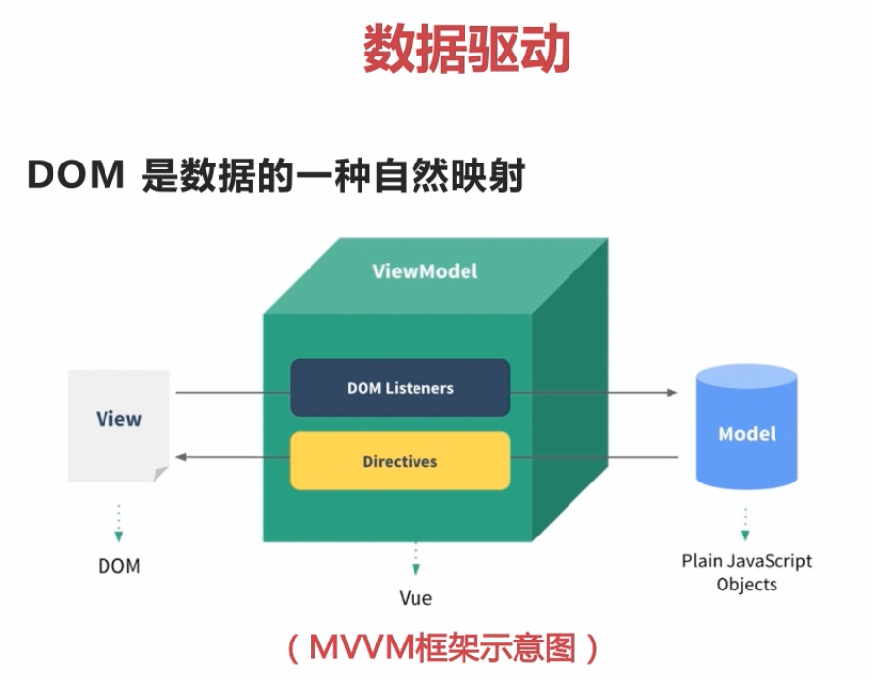 数据驱动
DOM 是数据的一种自然映射
ViewModel
DOM Listeners
View
Model
Directives
DOM
Plain JavaScript
Objects
Vue
（MVVM框架示意图）